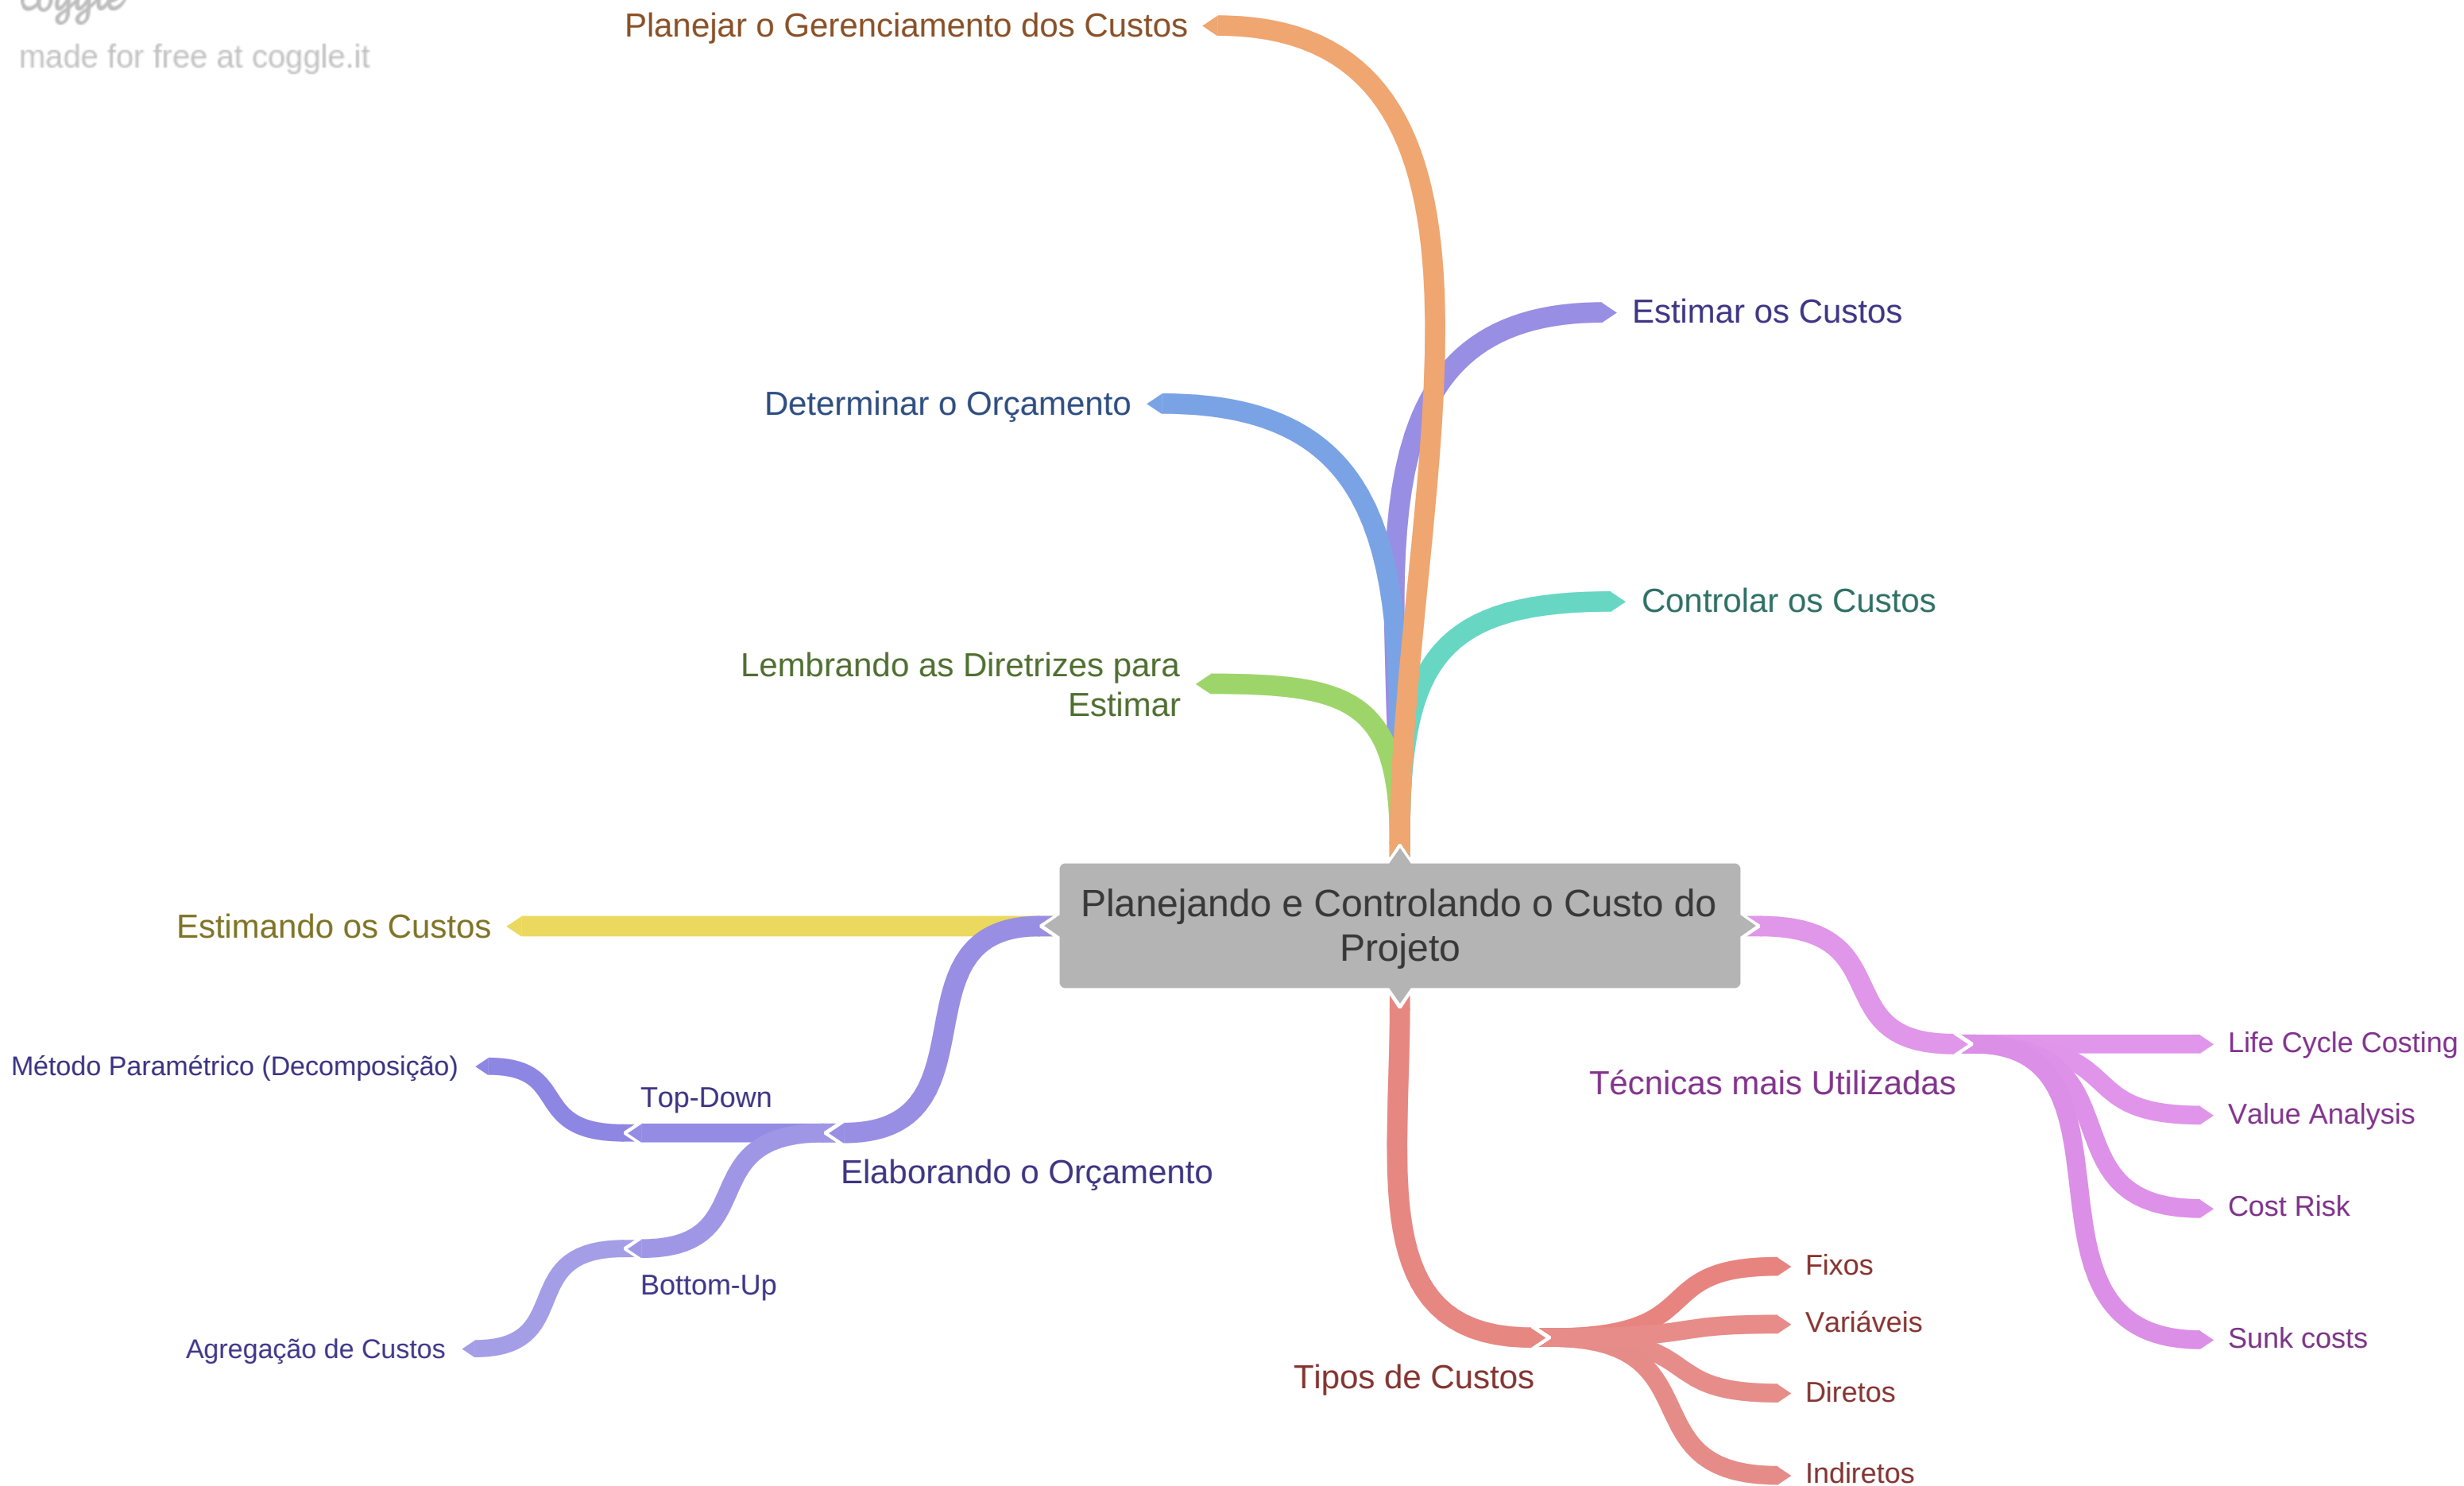 coggle
made for free at coggle.it
Planejar o Gerenciamento dos Custos
Estimar os Custos
Determinar o Orçamento
Controlar os Custos
Lembrando as Diretrizes para
Estimar
Planejando e Controlando o Custo do
Projeto
Estimando os Custos
Elaborando o Orçamento
Top-Down
Método Paramétrico (Decomposição)
Bottom-Up
Agregação de Custos
Técnicas mais Utilizadas
Life Cycle Costing
Value Analysis
Cost Risk
Sunk costs
Tipos de Custos
Fixos
Variáveis
Diretos
Indiretos